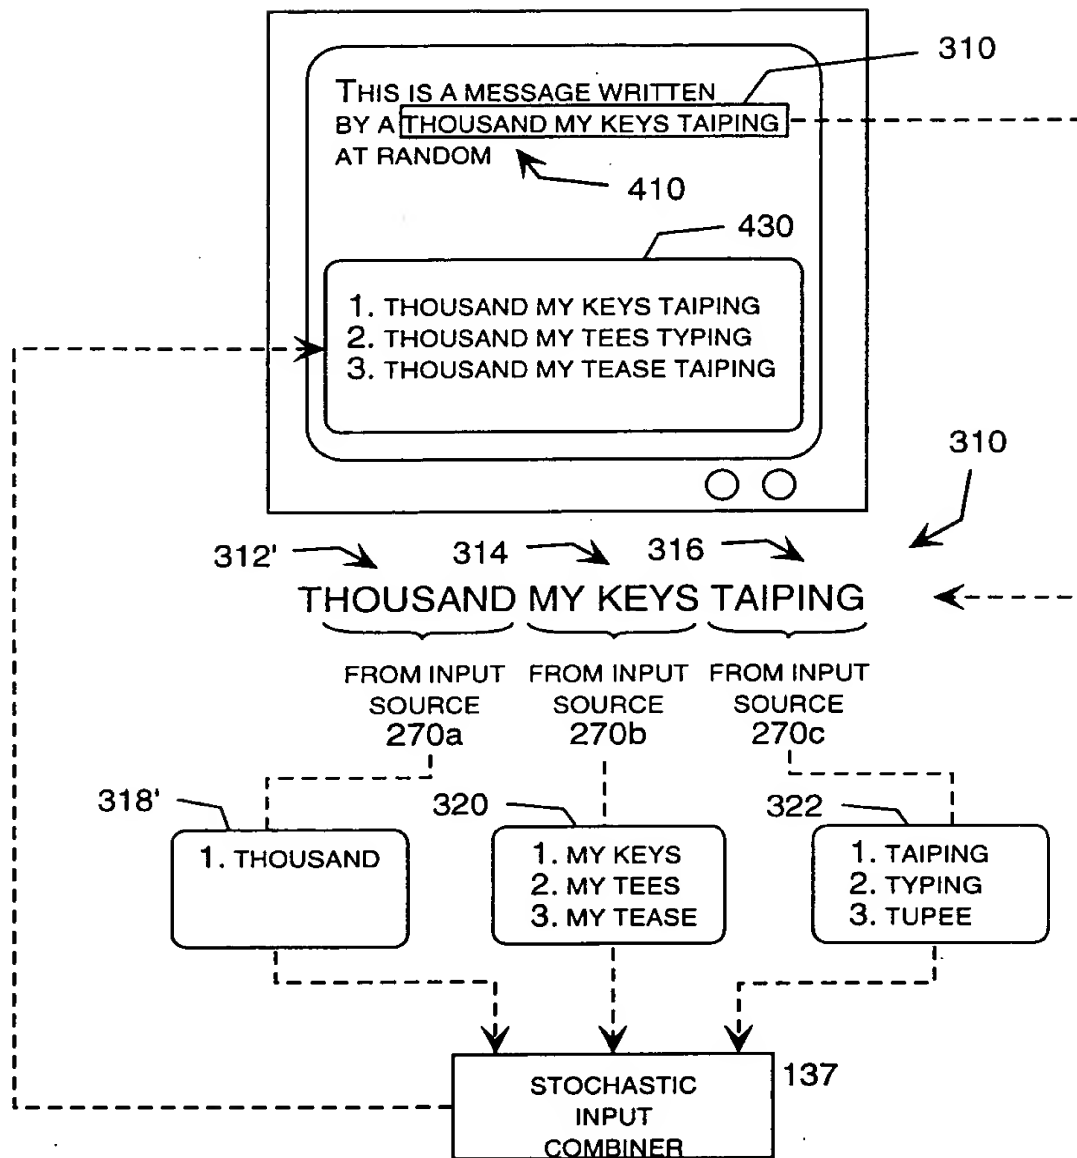 310
THIS IS A MESSAGE WRITTEN
BY A THOUSAND MY KEYS TAIPING
AT RANDOM
410
430
1. THOUSAND MY KEYS TAIPING
2. THOUSAND MY TEES TYPING
3. THOUSAND MY TEASE TAIPING
310
312' 314 316
THOUSAND MY KEYS TAIPING
FROM INPUT FROM INPUT FROM INPUT
SOURCE SOURCE SOURCE
270a 270b 270c
318' 320 322
1. THOUSAND 1. MY KEYS 1. TAIPING
2. MY TEES 2. TYPING
3. MY TEASE 3. TUPEE
137
STOCHASTIC
INPUT
COMBINER